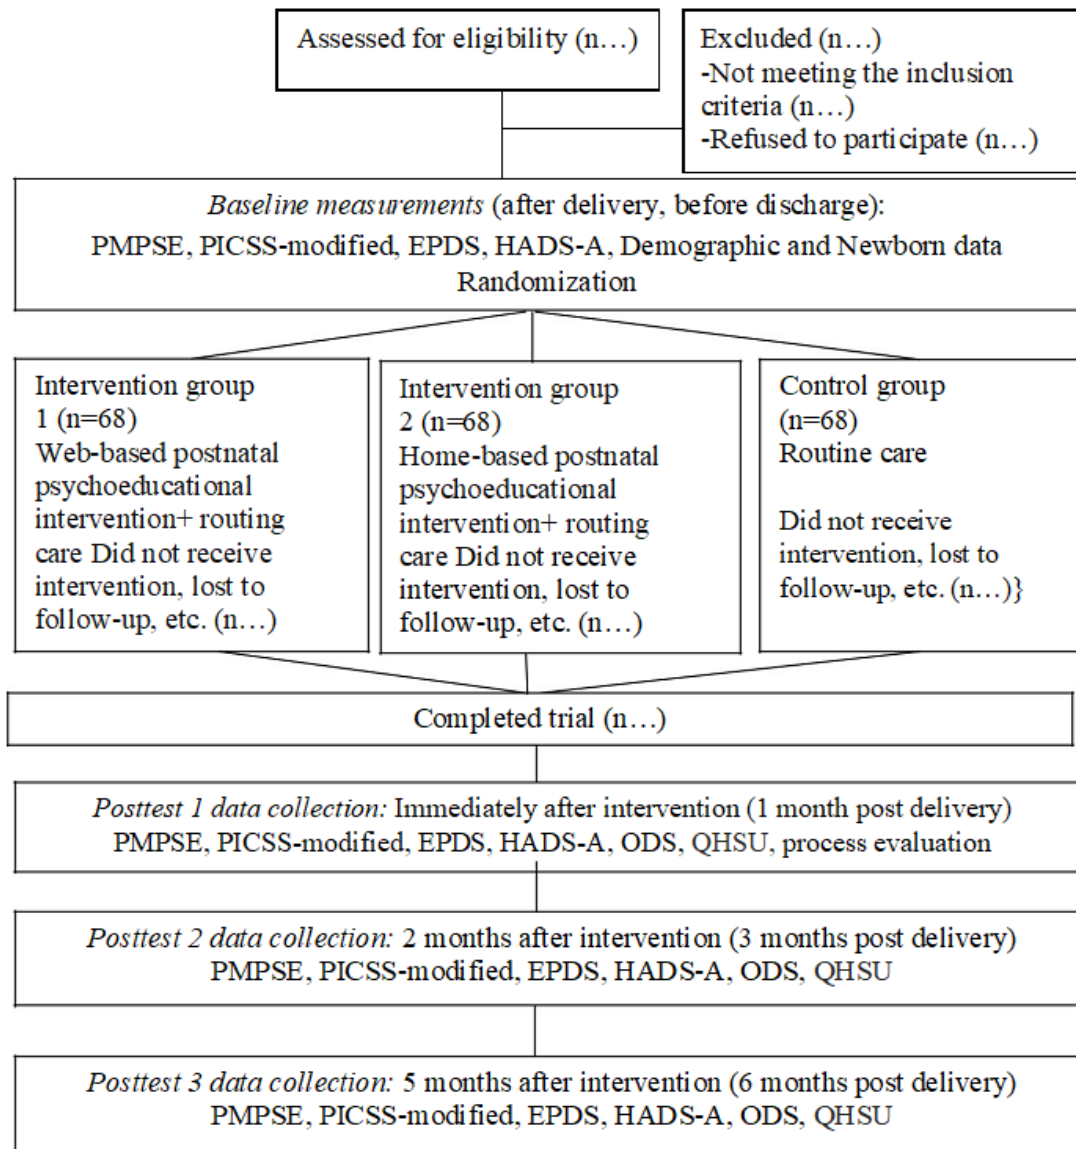 Assessed for eligibility (n…)
Excluded (n…)
-Not meeting the inclusion
criteria (n…)
-Refused to participate (n…)
Baseline measurements (after delivery, before discharge):
PMPSE, PICSS-modified, EPDS, HADS-A, Demographic and Newborn data
Randomization
Intervention group
1 (n=68)
Web-based postnatal
psychoeducational
intervention+ routing
care Did not receive
intervention, lost to
follow-up, etc. (n…)
Intervention group
2 (n=68)
Home-based postnatal
psychoeducational
intervention+ routing
care Did not receive
intervention, lost to
follow-up, etc. (n…)
Control group
(n=68)
Routine care
Did not receive
intervention, lost to
follow-up, etc. (n…)}
Completed trial (n…)
Posttest 1 data collection: Immediately after intervention (1 month post delivery)
PMPSE, PICSS-modified, EPDS, HADS-A, ODS, QHSU, process evaluation
Posttest 2 data collection: 2 months after intervention (3 months post delivery)
PMPSE, PICSS-modified, EPDS, HADS-A, ODS, QHSU
Posttest 3 data collection: 5 months after intervention (6 months post delivery)
PMPSE, PICSS-modified, EPDS, HADS-A, ODS, QHSU